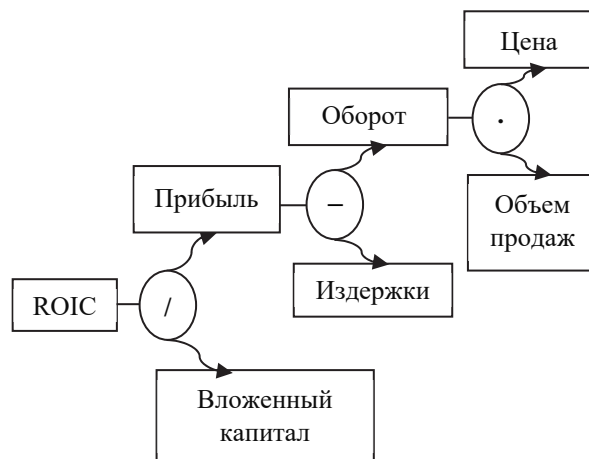 Цена
Оборот
·
Прибыль
–
Объем
продаж
Издержки
ROIC
/
Вложенный
капитал